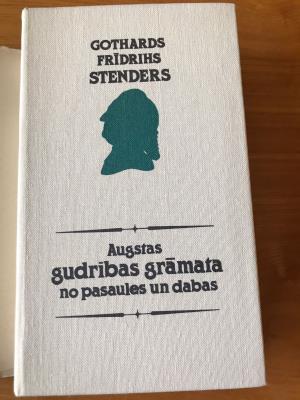 GOTHARDS
FRĪDRIHS
STENDERS
Augstas
gudrības grāmata
no pasaules un dabas